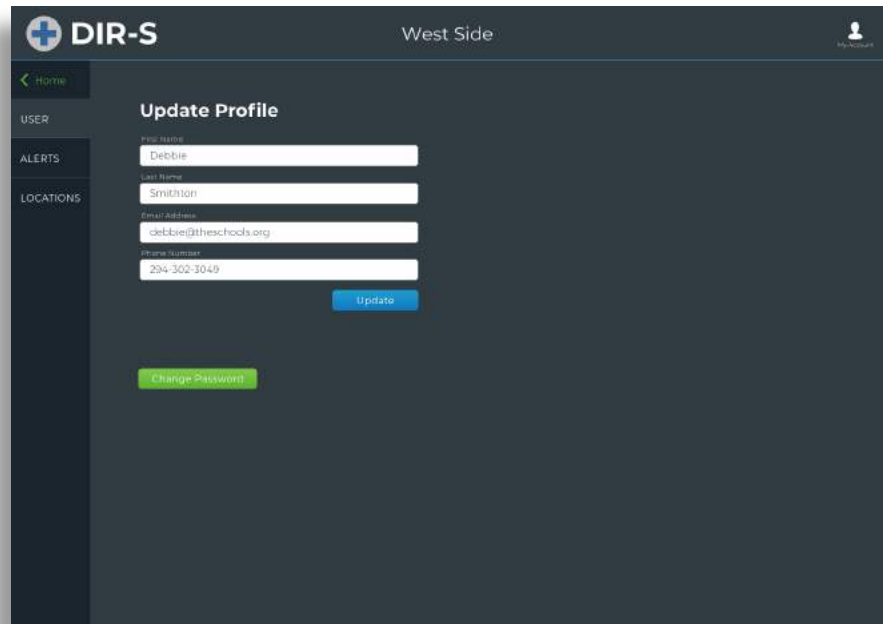 DIR-S
West Side
My Account
Home
USER
ALERTS
LOCATIONS
Update Profile
First Name
Debbie
Last Name
Smithton
Email Address
debbie@theschools.org
Phone Number
294-302-3049
Update
Change Password